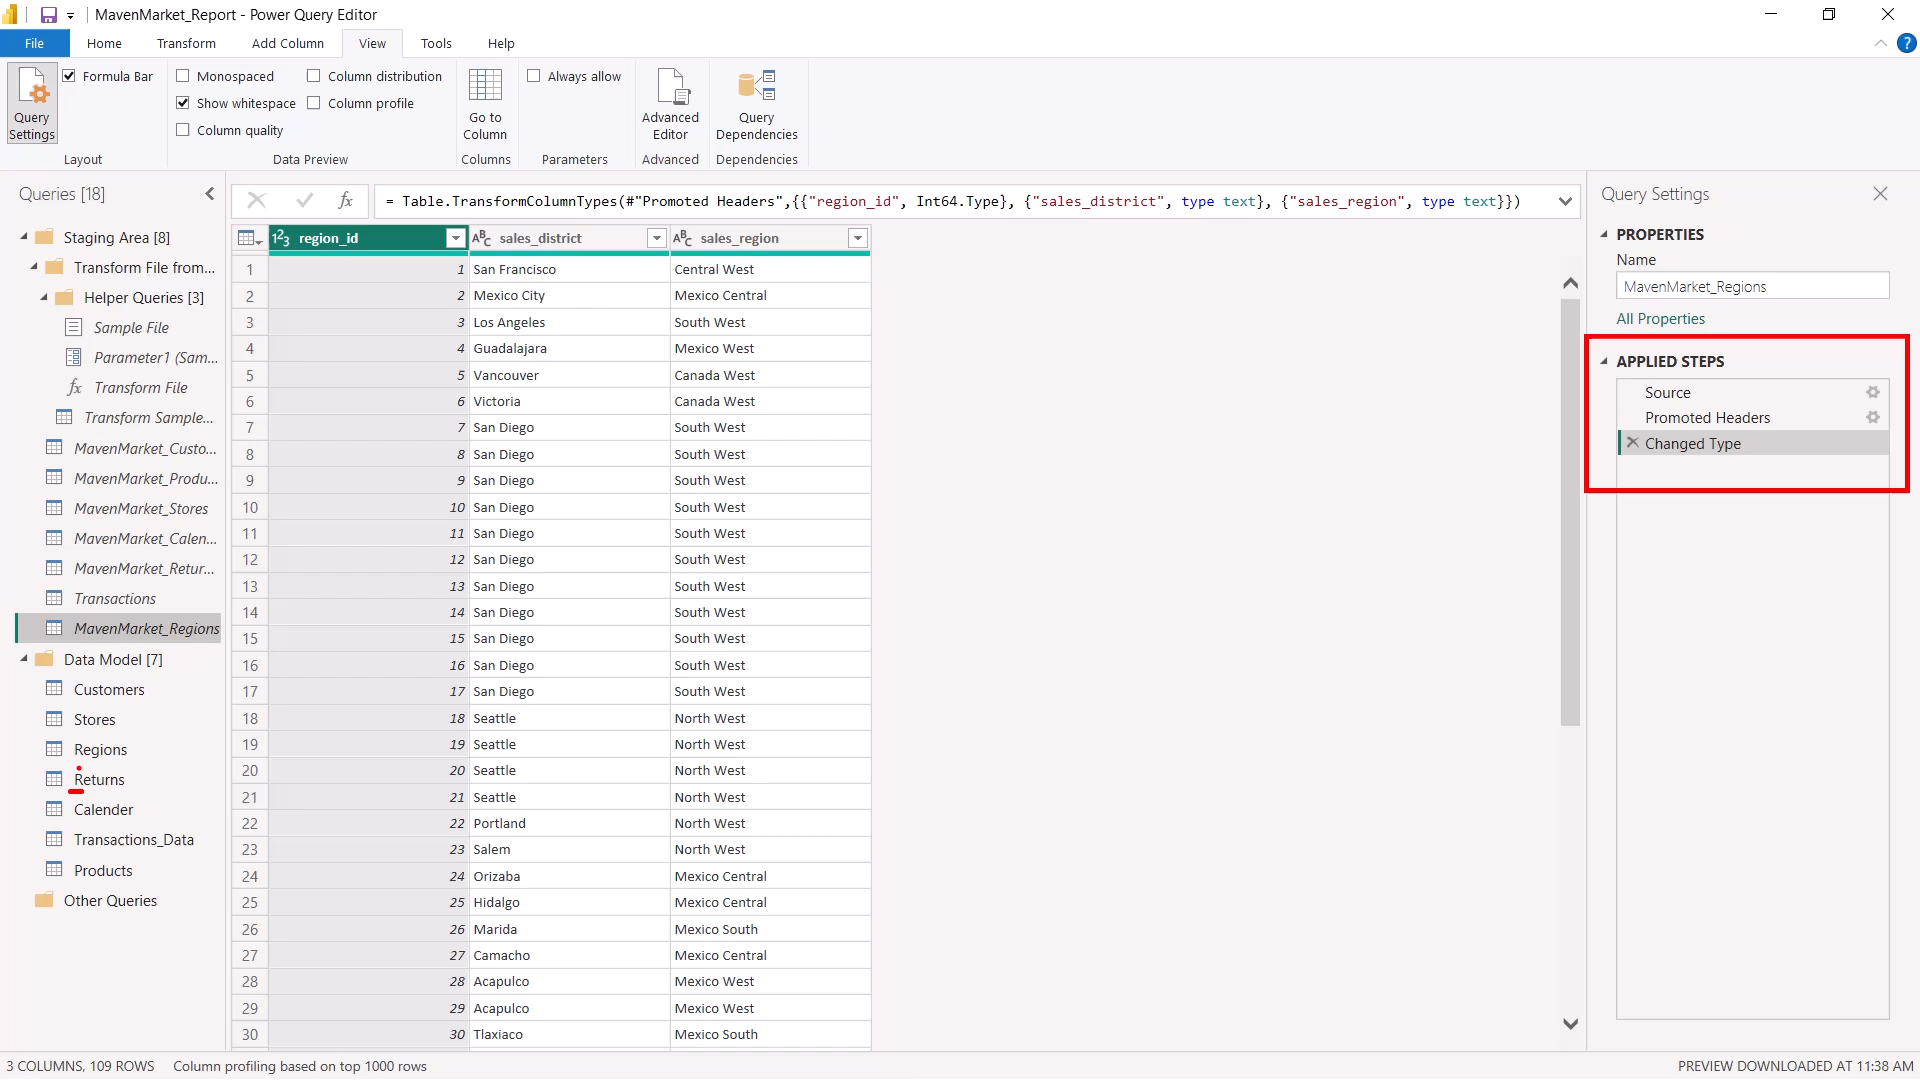 MavenMarket_Report - Power Query Editor
File Home Transform Add Column View Tools Help
Query Settings
Formula Bar
Layout
Monospaced
Show whitespace
Column quality
Column distribution
Column profile
Data Preview
Go to Column
Columns
Always allow
Parameters
Advanced Editor
Advanced
Query Dependencies
Dependencies
Queries [18]
Staging Area [8]
Transform File from...
Helper Queries [3]
Sample File
Parameter1 (Sam...
fx Transform File
Transform Sample...
MavenMarket_Custo...
MavenMarket_Produ...
MavenMarket_Stores
MavenMarket_Calen...
MavenMarket_Retur...
Transactions
MavenMarket_Regions
Data Model [7]
Customers
Stores
Regions
Returns
Calender
Transactions_Data
Products
Other Queries
fx = Table.TransformColumnTypes(#"Promoted Headers",{{"region_id", Int64.Type}, {"sales_district", type text}, {"sales_region", type text}})
123 region_id ABC sales_district ABC sales_region
1 1 San Francisco Central West
2 2 Mexico City Mexico Central
3 3 Los Angeles South West
4 4 Guadalajara Mexico West
5 5 Vancouver Canada West
6 6 Victoria Canada West
7 7 San Diego South West
8 8 San Diego South West
9 9 San Diego South West
10 10 San Diego South West
11 11 San Diego South West
12 12 San Diego South West
13 13 San Diego South West
14 14 San Diego South West
15 15 San Diego South West
16 16 San Diego South West
17 17 San Diego South West
18 18 Seattle North West
19 19 Seattle North West
20 20 Seattle North West
21 21 Seattle North West
22 22 Portland North West
23 23 Salem North West
24 24 Orizaba Mexico Central
25 25 Hidalgo Mexico Central
26 26 Marida Mexico South
27 27 Camacho Mexico Central
28 28 Acapulco Mexico West
29 29 Acapulco Mexico West
30 30 Tlaxiaco Mexico South
Query Settings
PROPERTIES
Name
MavenMarket_Regions
All Properties
APPLIED STEPS
Source
Promoted Headers
Changed Type
3 COLUMNS, 109 ROWS Column profiling based on top 1000 rows PREVIEW DOWNLOADED AT 11:38 AM